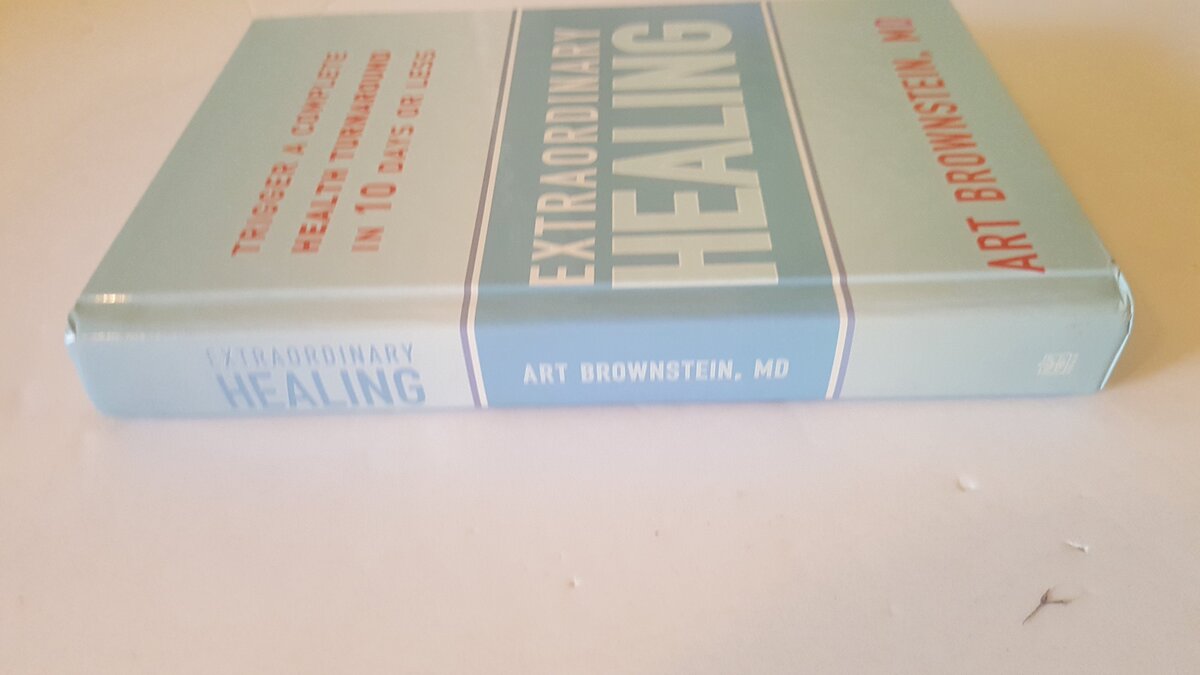 TRIGGER A COMPLETE
HEALTH TURNAROUND
IN 10 DAYS OR LESS
EXTRAORDINARY
HEALING
ART BROWNSTEIN, MD
EXTRAORDINARY
HEALING
ART BROWNSTEIN, MD